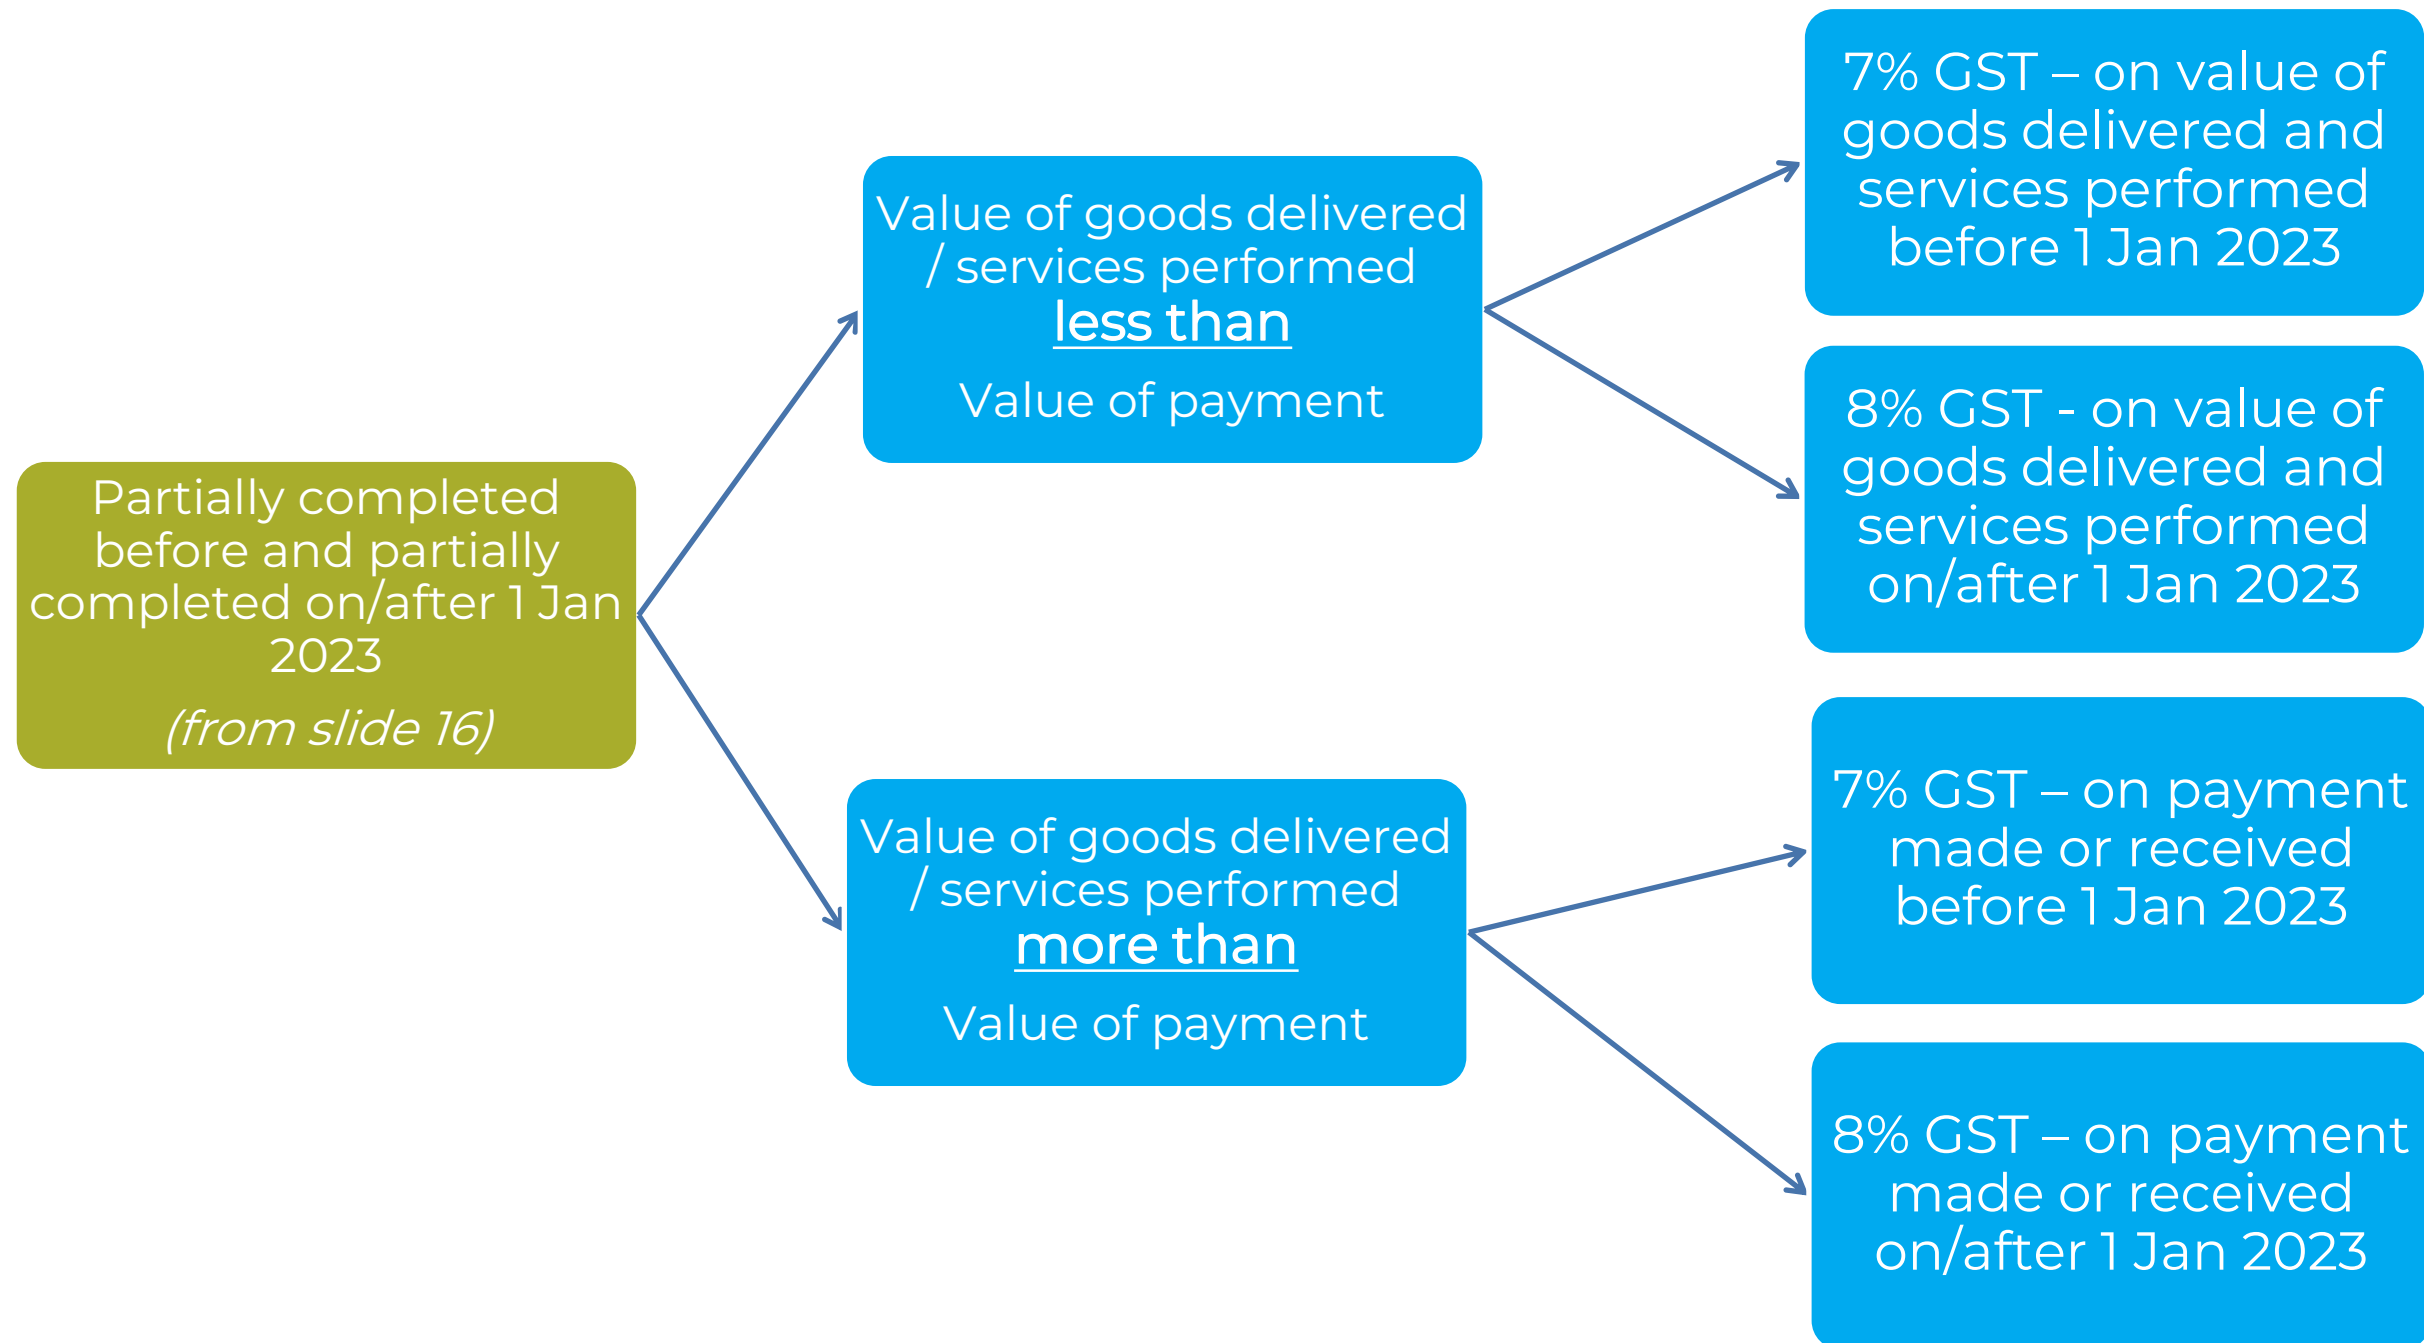 Partially completed
before and partially
completed on/after 1 Jan
2023
(from slide 16)
Value of goods delivered
/ services performed
less than
Value of payment
Value of goods delivered
/ services performed
more than
Value of payment
7% GST – on value of
goods delivered and
services performed
before 1 Jan 2023
8% GST - on value of
goods delivered and
services performed
on/after 1 Jan 2023
7% GST – on payment
made or received
before 1 Jan 2023
8% GST – on payment
made or received
on/after 1 Jan 2023